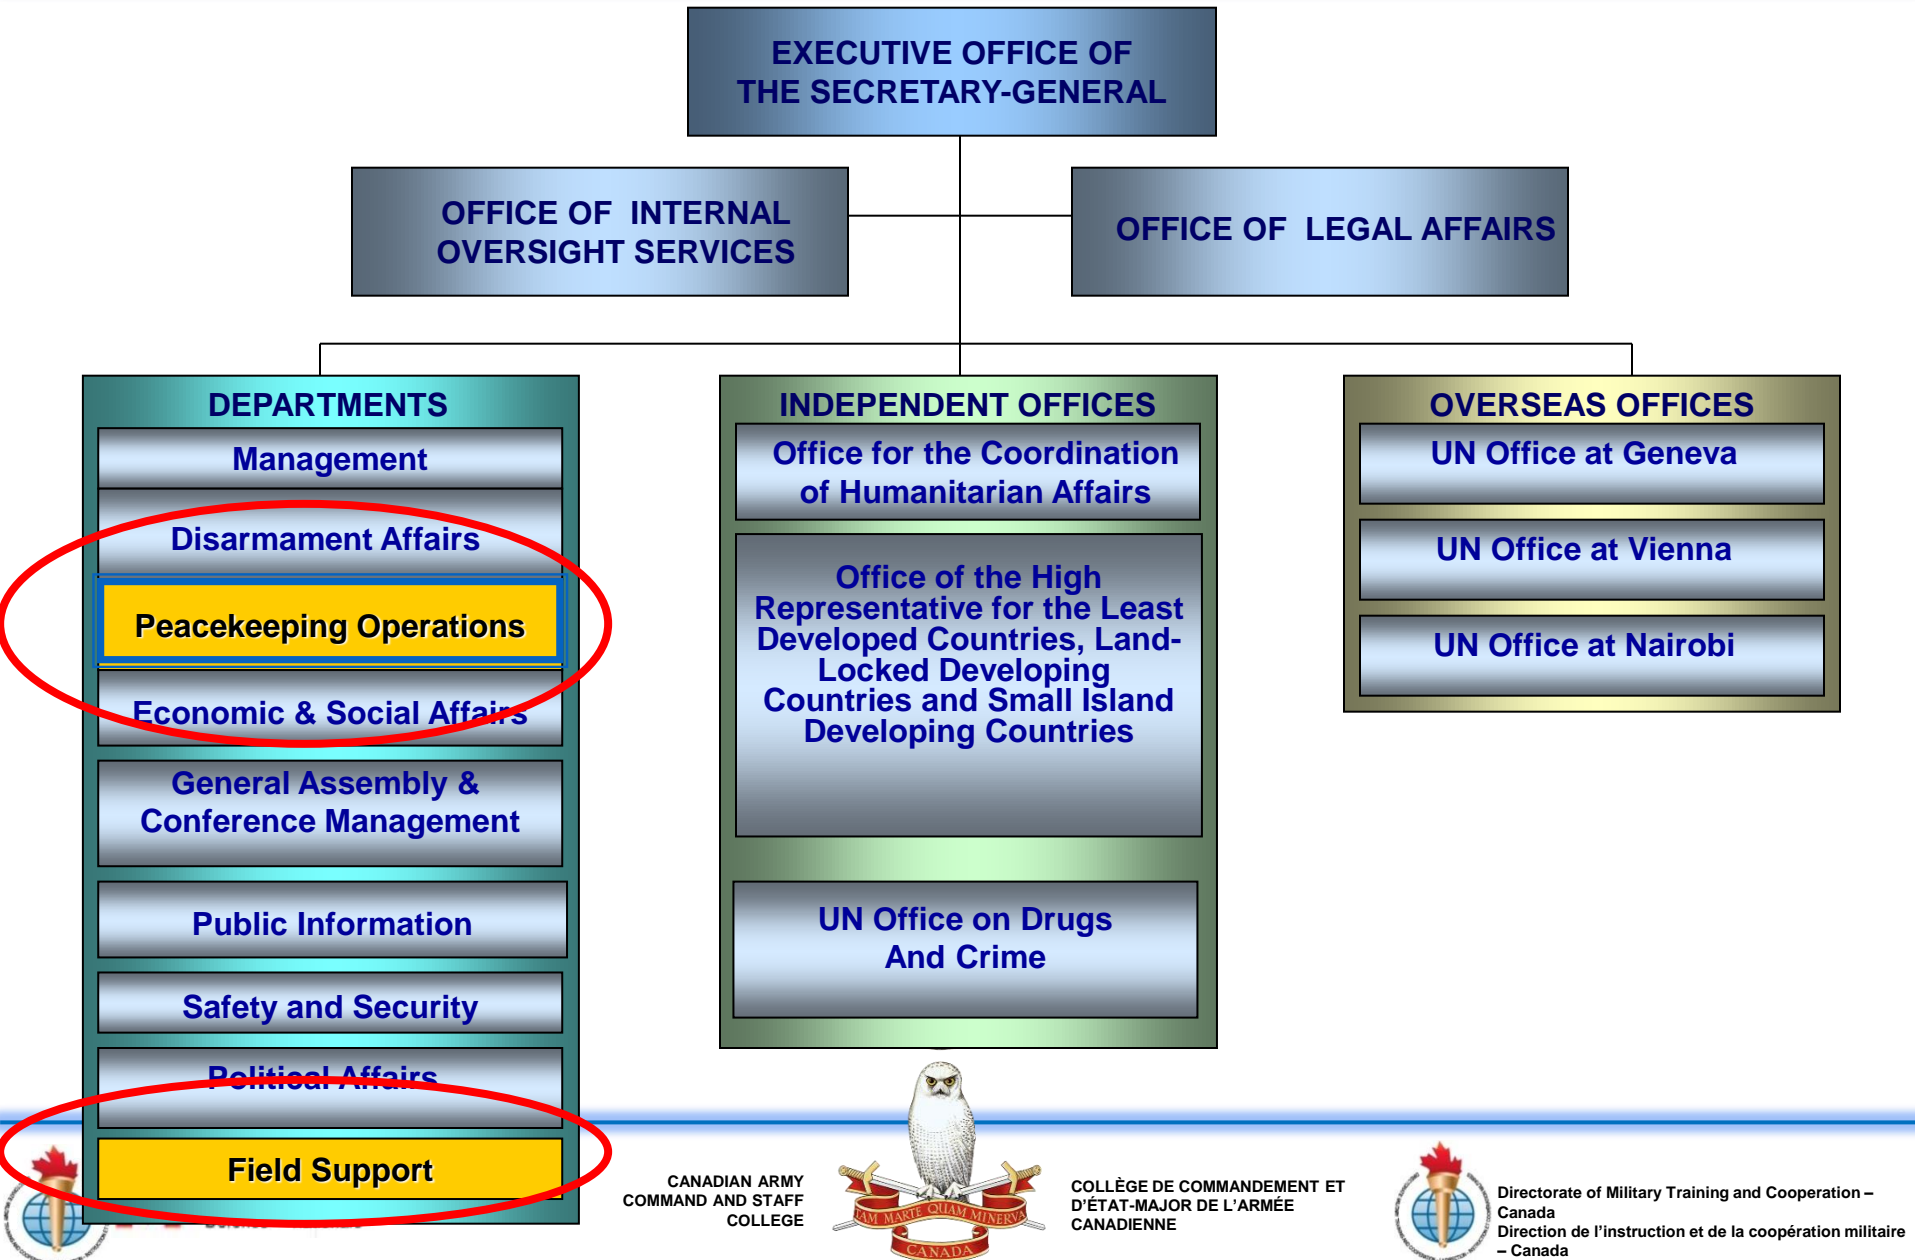 EXECUTIVE OFFICE OF
THE SECRETARY-GENERAL
OFFICE OF INTERNAL
OVERSIGHT SERVICES
OFFICE OF LEGAL AFFAIRS
DEPARTMENTS
Management
Disarmament Affairs
Peacekeeping Operations
Economic & Social Affairs
General Assembly &
Conference Management
Public Information
Safety and Security
Political Affairs
Field Support
INDEPENDENT OFFICES
Office for the Coordination
of Humanitarian Affairs
Office of the High
Representative for the Least
Developed Countries, Land-
Locked Developing
Countries and Small Island
Developing Countries
UN Office on Drugs
And Crime
OVERSEAS OFFICES
UN Office at Geneva
UN Office at Vienna
UN Office at Nairobi
CANADIAN ARMY
COMMAND AND STAFF
COLLEGE
TAM MARTE QUAM MINERVA
CANADA
COLLÈGE DE COMMANDEMENT ET
D'ÉTAT-MAJOR DE L'ARMÉE
CANADIENNE
Directorate of Military Training and Cooperation –
Canada
Direction de l'instruction et de la coopération militaire
– Canada